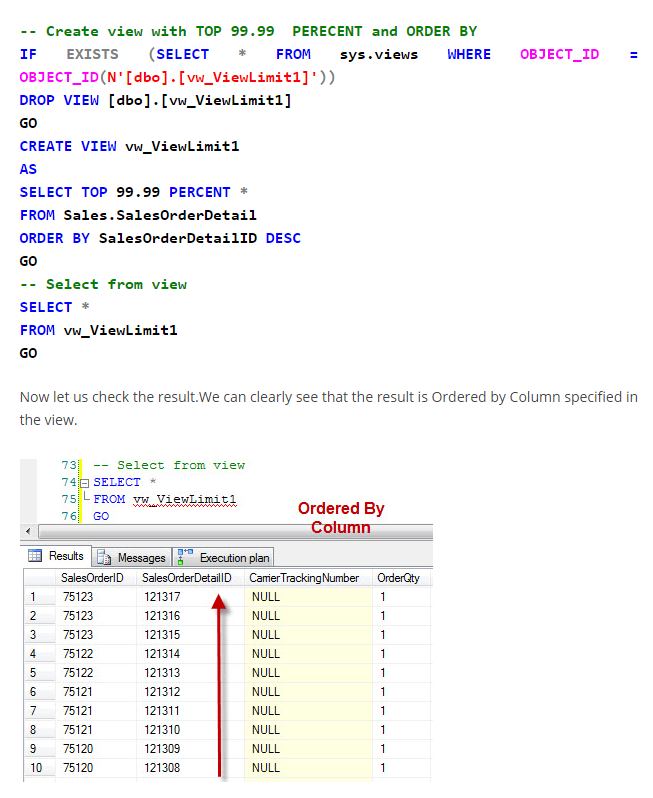 -- Create view with TOP 99.99 PERECENT and ORDER BY
IF EXISTS (SELECT * FROM sys.views WHERE OBJECT_ID =
OBJECT_ID(N'[dbo].[vw_ViewLimit1]'))
DROP VIEW [dbo].[vw_ViewLimit1]
GO
CREATE VIEW vw_ViewLimit1
AS
SELECT TOP 99.99 PERCENT *
FROM Sales.SalesOrderDetail
ORDER BY SalesOrderDetailID DESC
GO
-- Select from view
SELECT *
FROM vw_ViewLimit1
GO
Now let us check the result.We can clearly see that the result is Ordered by Column specified in
the view.
73 -- Select from view
74 SELECT *
75 FROM vw_ViewLimit1
76 GO
Ordered By
Column
Results Messages Execution plan
SalesOrderID SalesOrderDetailID CarrierTrackingNumber OrderQty
1 75123 121317 NULL 1
2 75123 121316 NULL 1
3 75123 121315 NULL 1
4 75122 121314 NULL 1
5 75122 121313 NULL 1
6 75121 121312 NULL 1
7 75121 121311 NULL 1
8 75121 121310 NULL 1
9 75120 121309 NULL 1
10 75120 121308 NULL 1